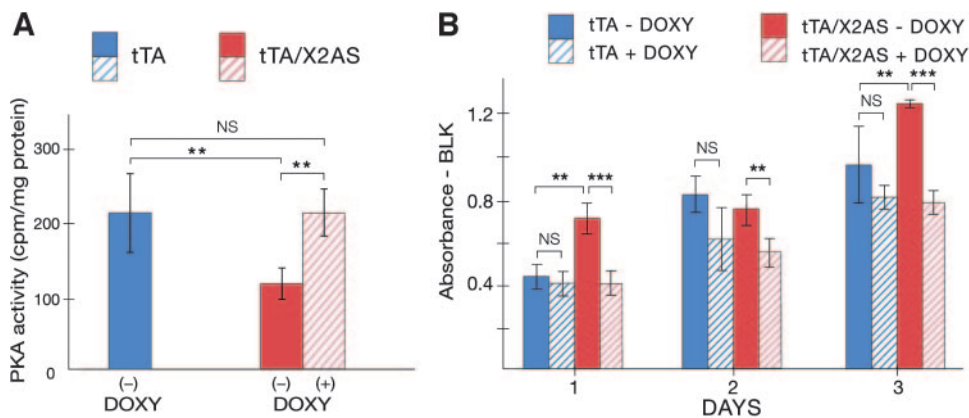 A
tTA
tTA/X2AS
PKA activity (cpm/mg protein)
300
200
100
0
NS
**
**
(−)
(−)
(+)
DOXY
DOXY
B
tTA - DOXY
tTA + DOXY
tTA/X2AS - DOXY
tTA/X2AS + DOXY
Absorbance - BLK
1.2
0.8
0.4
NS
**
***
NS
**
NS
**
***
1
2
3
DAYS